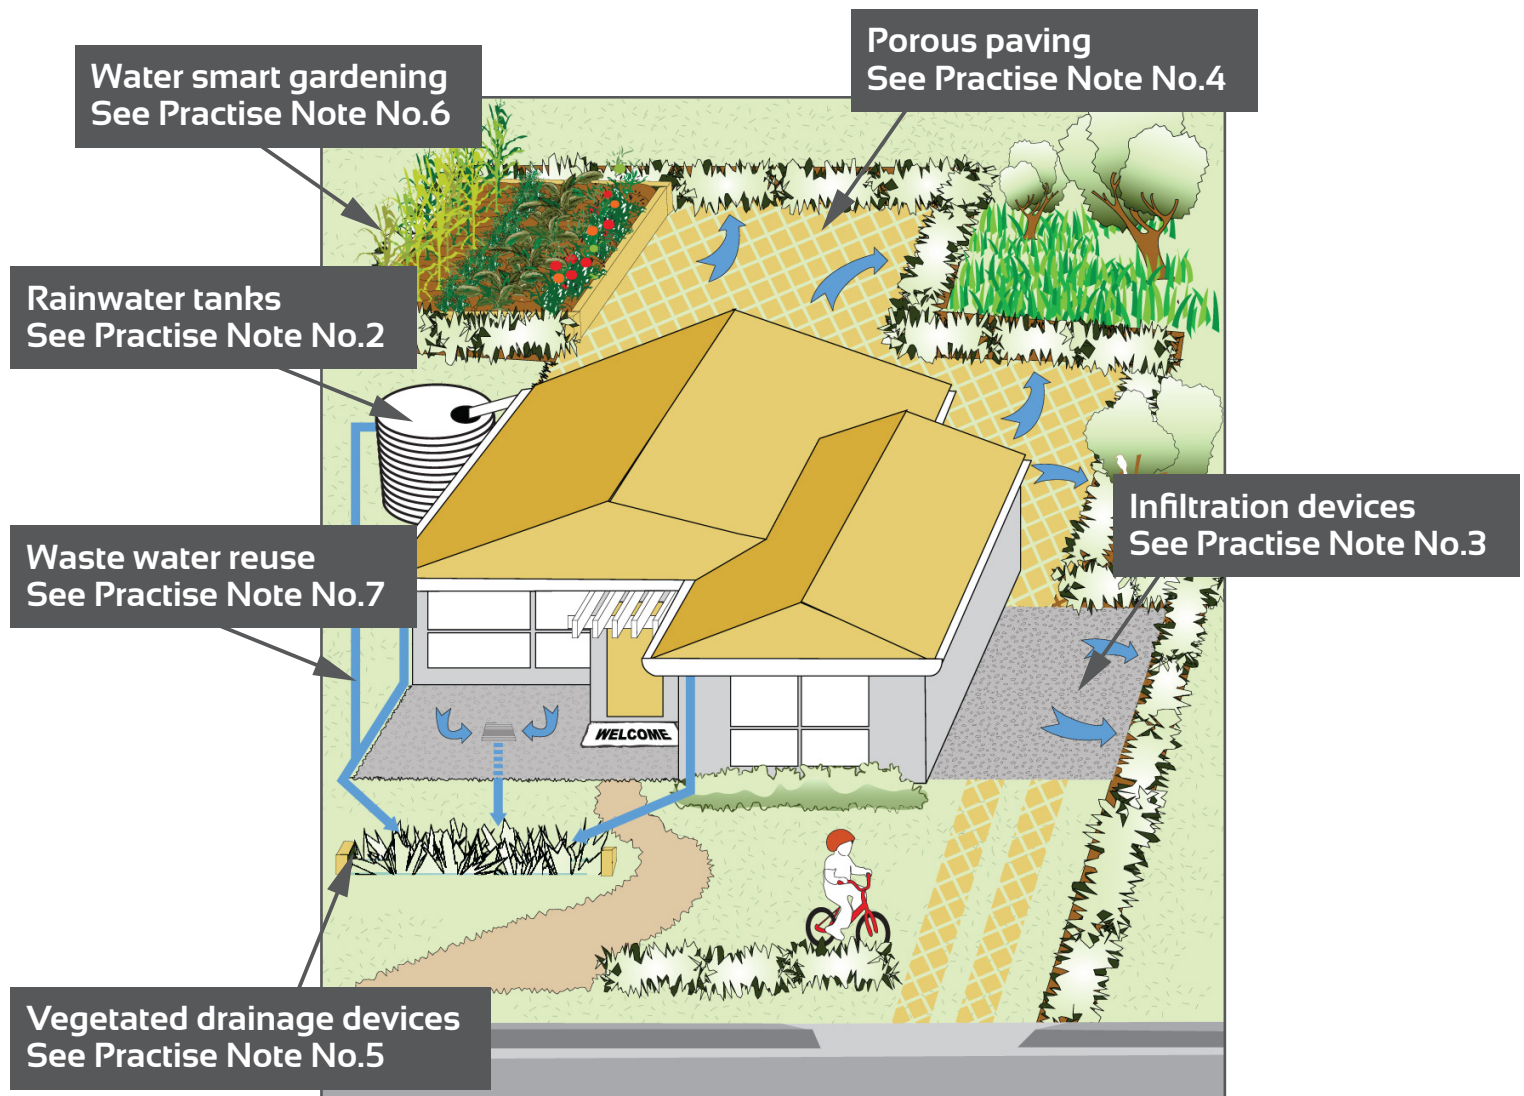 Water smart gardening
See Practise Note No.6
Porous paving
See Practise Note No.4
Rainwater tanks
See Practise Note No.2
Infiltration devices
See Practise Note No.3
Waste water reuse
See Practise Note No.7
WELCOME
Vegetated drainage devices
See Practise Note No.5